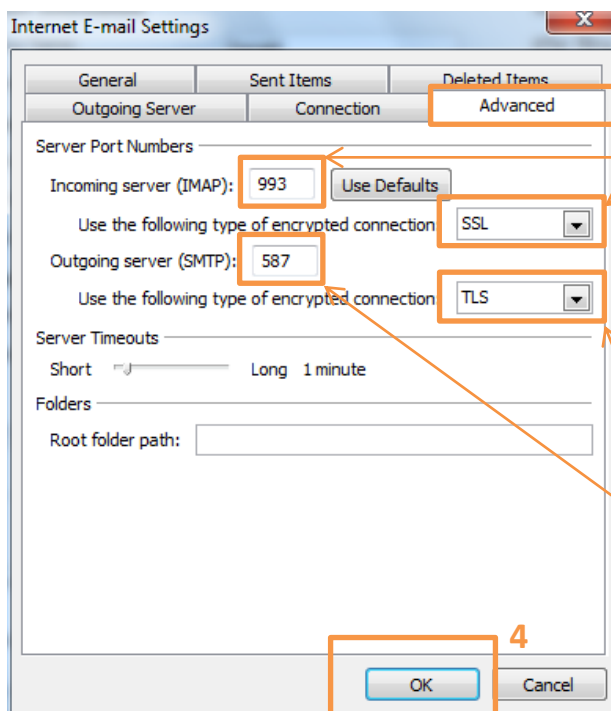 Internet E-mail Settings
X
General Sent Items Deleted Items
Outgoing Server Connection Advanced
Server Port Numbers
Incoming server (IMAP): 993 Use Defaults
Use the following type of encrypted connection: SSL
Outgoing server (SMTP): 587
Use the following type of encrypted connection: TLS
Server Timeouts
Short Long 1 minute
Folders
Root folder path:
4
OK Cancel